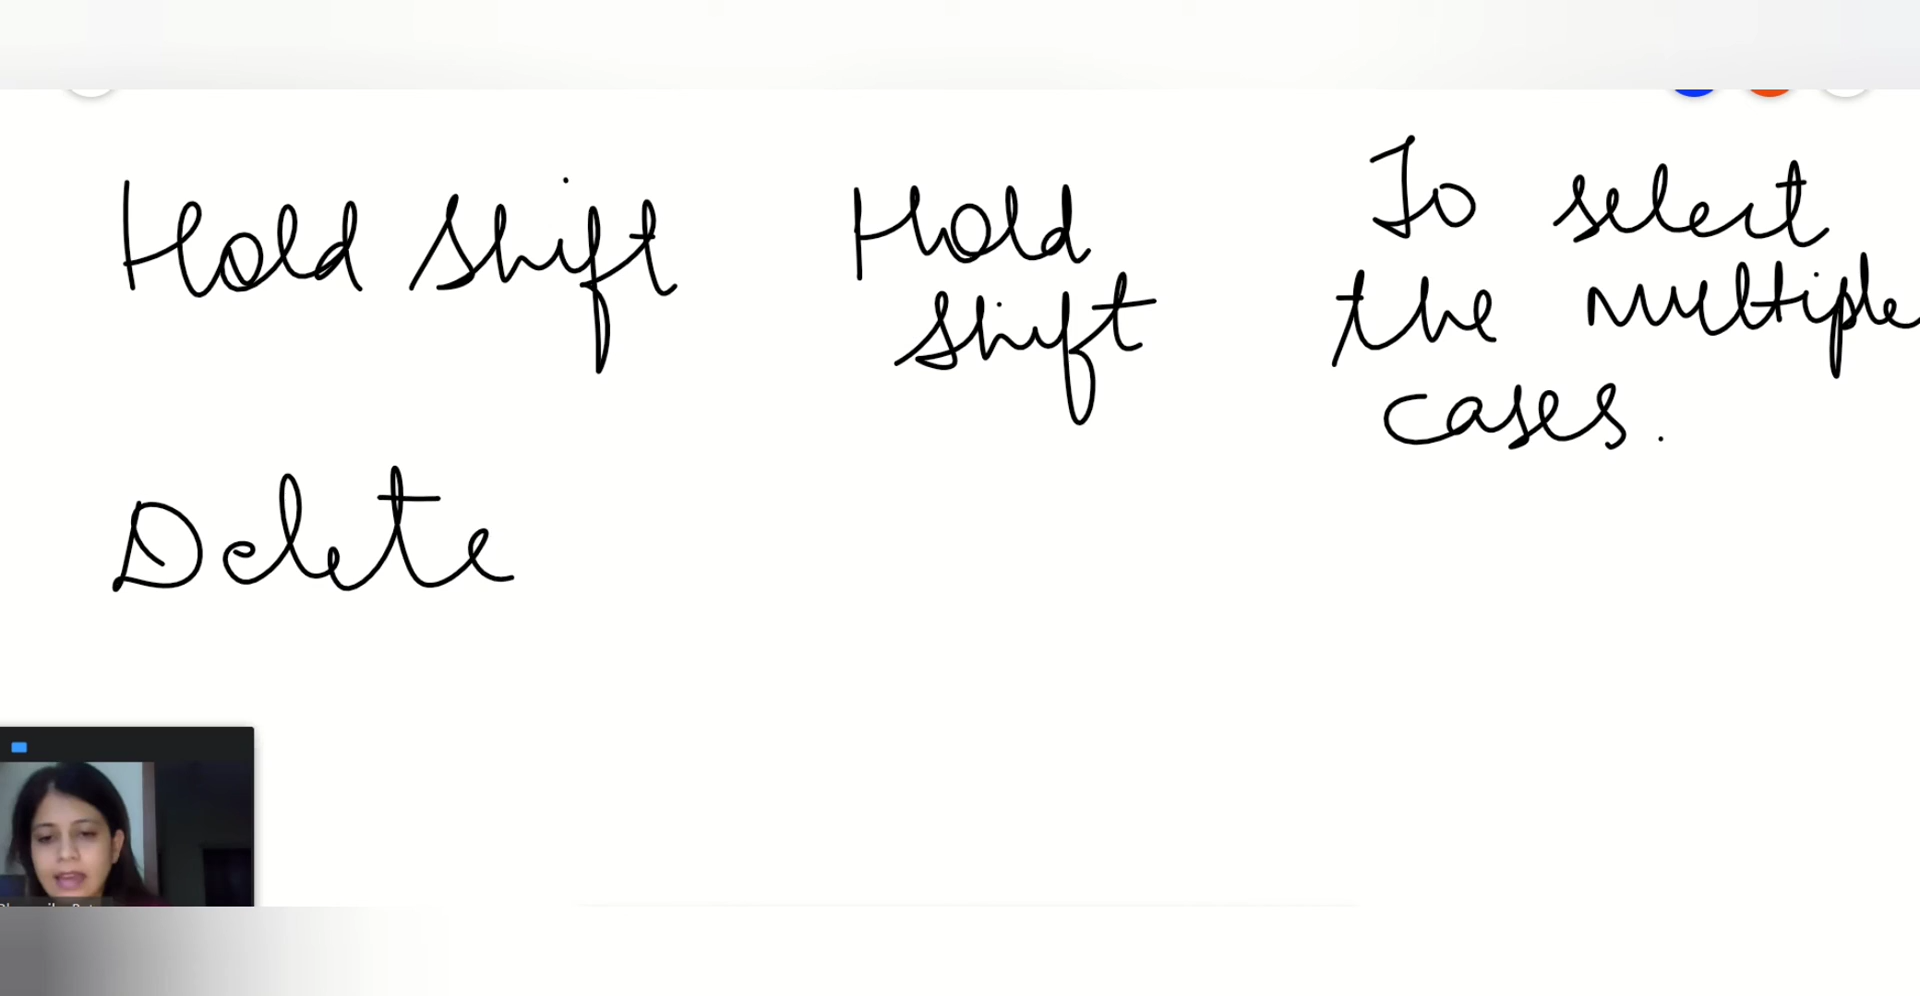 Hold Shift
Hold
Shift
To select
the multiple
cases.
Delete